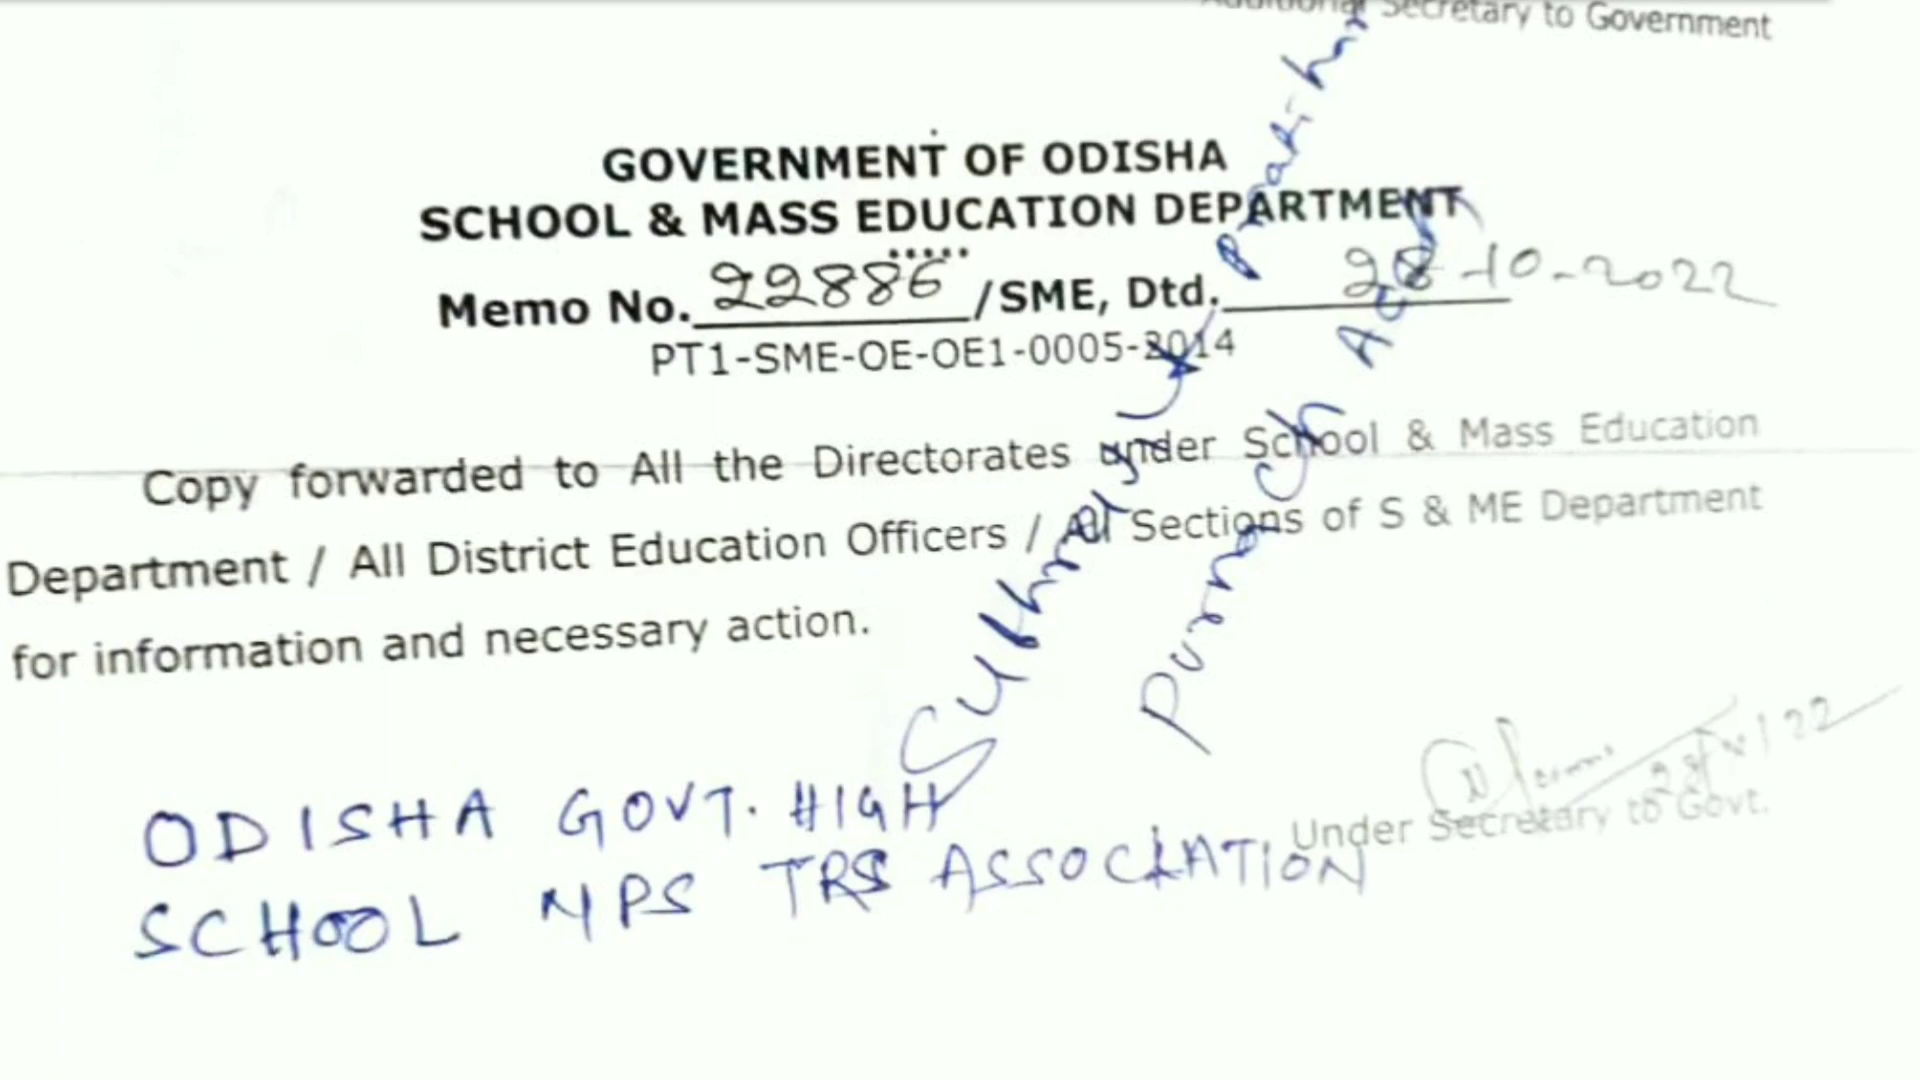 Additional Secretary to Government
GOVERNMENT OF ODISHA
SCHOOL & MASS EDUCATION DEPARTMENT
.....
Memo No. 22886 /SME, Dtd. 28-10-2022
PT1-SME-OE-OE1-0005-2014
Copy forwarded to All the Directorates under School & Mass Education
Department / All District Education Officers / All Sections of S & ME Department
for information and necessary action.
Purna Ch
Under Secretary to Govt.
ODISHA GOVT. HIGH
SCHOOL NPS TRS ASSOCIATION